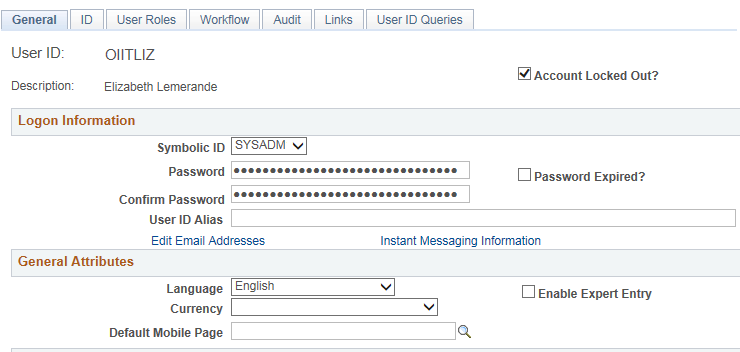 General ID User Roles Workflow Audit Links User ID Queries
User ID: OIITLIZ
Account Locked Out?
Description: Elizabeth Lemerande
Logon Information
Symbolic ID SYSADM
Password ●●●●●●●●●●●●●●●●●●●●●●●●●●●●●● Password Expired?
Confirm Password ●●●●●●●●●●●●●●●●●●●●●●●●●●●●●●
User ID Alias
Edit Email Addresses Instant Messaging Information
General Attributes
Language English Enable Expert Entry
Currency
Default Mobile Page